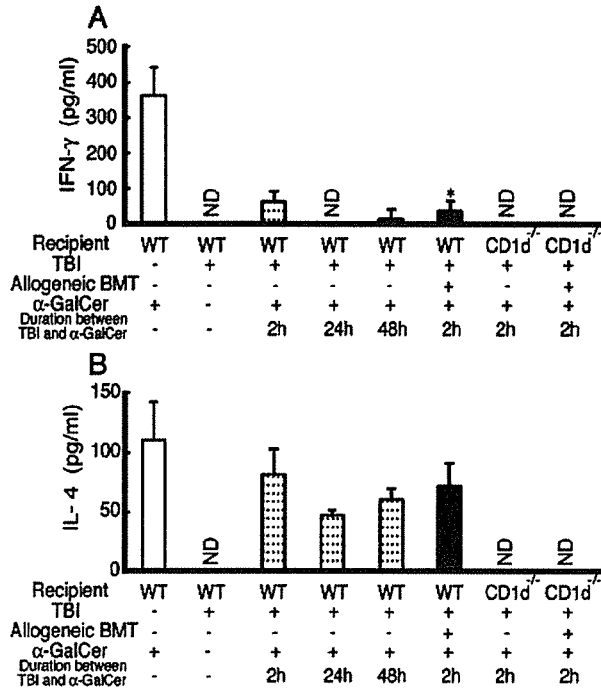 A
IFN-γ (pg/ml)
500
400
300
200
100
0
ND
ND
*
ND
ND
Recipient WT WT WT WT WT WT CD1d-/- CD1d-/-
TBI - + + + + + + +
Allogeneic BMT - - - - - + - +
α-GalCer + - + + + + + +
Duration between
TBI and α-GalCer - - 2h 24h 48h 2h 2h 2h
B
IL-4 (pg/ml)
150
100
50
0
ND
ND
ND
Recipient WT WT WT WT WT WT CD1d-/- CD1d-/-
TBI - + + + + + + +
Allogeneic BMT - - - - - + - +
α-GalCer + - + + + + + +
Duration between
TBI and α-GalCer - - 2h 24h 48h 2h 2h 2h